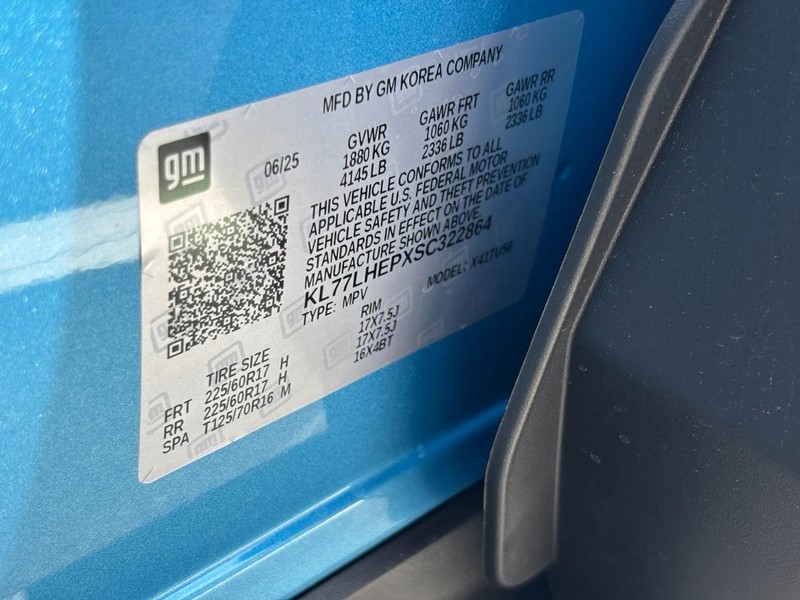 MFD BY GM KOREA COMPANY
gm
06/25
GVWR
1880 KG
4145 LB
GAWR FRT
1060 KG
2336 LB
GAWR RR
1060 KG
2336 LB
THIS VEHICLE CONFORMS TO ALL
APPLICABLE U.S. FEDERAL MOTOR
VEHICLE SAFETY AND THEFT PREVENTION
STANDARDS IN EFFECT ON THE DATE OF
MANUFACTURE SHOWN ABOVE.
KL77LHEPXSC322864
TYPE: MPV
MODEL: X41TU58
TIRE SIZE
RIM
FRT 225/60R17 H 17X7.5J
RR 225/60R17 H 17X7.5J
SPA T125/70R16 M 16X4BT